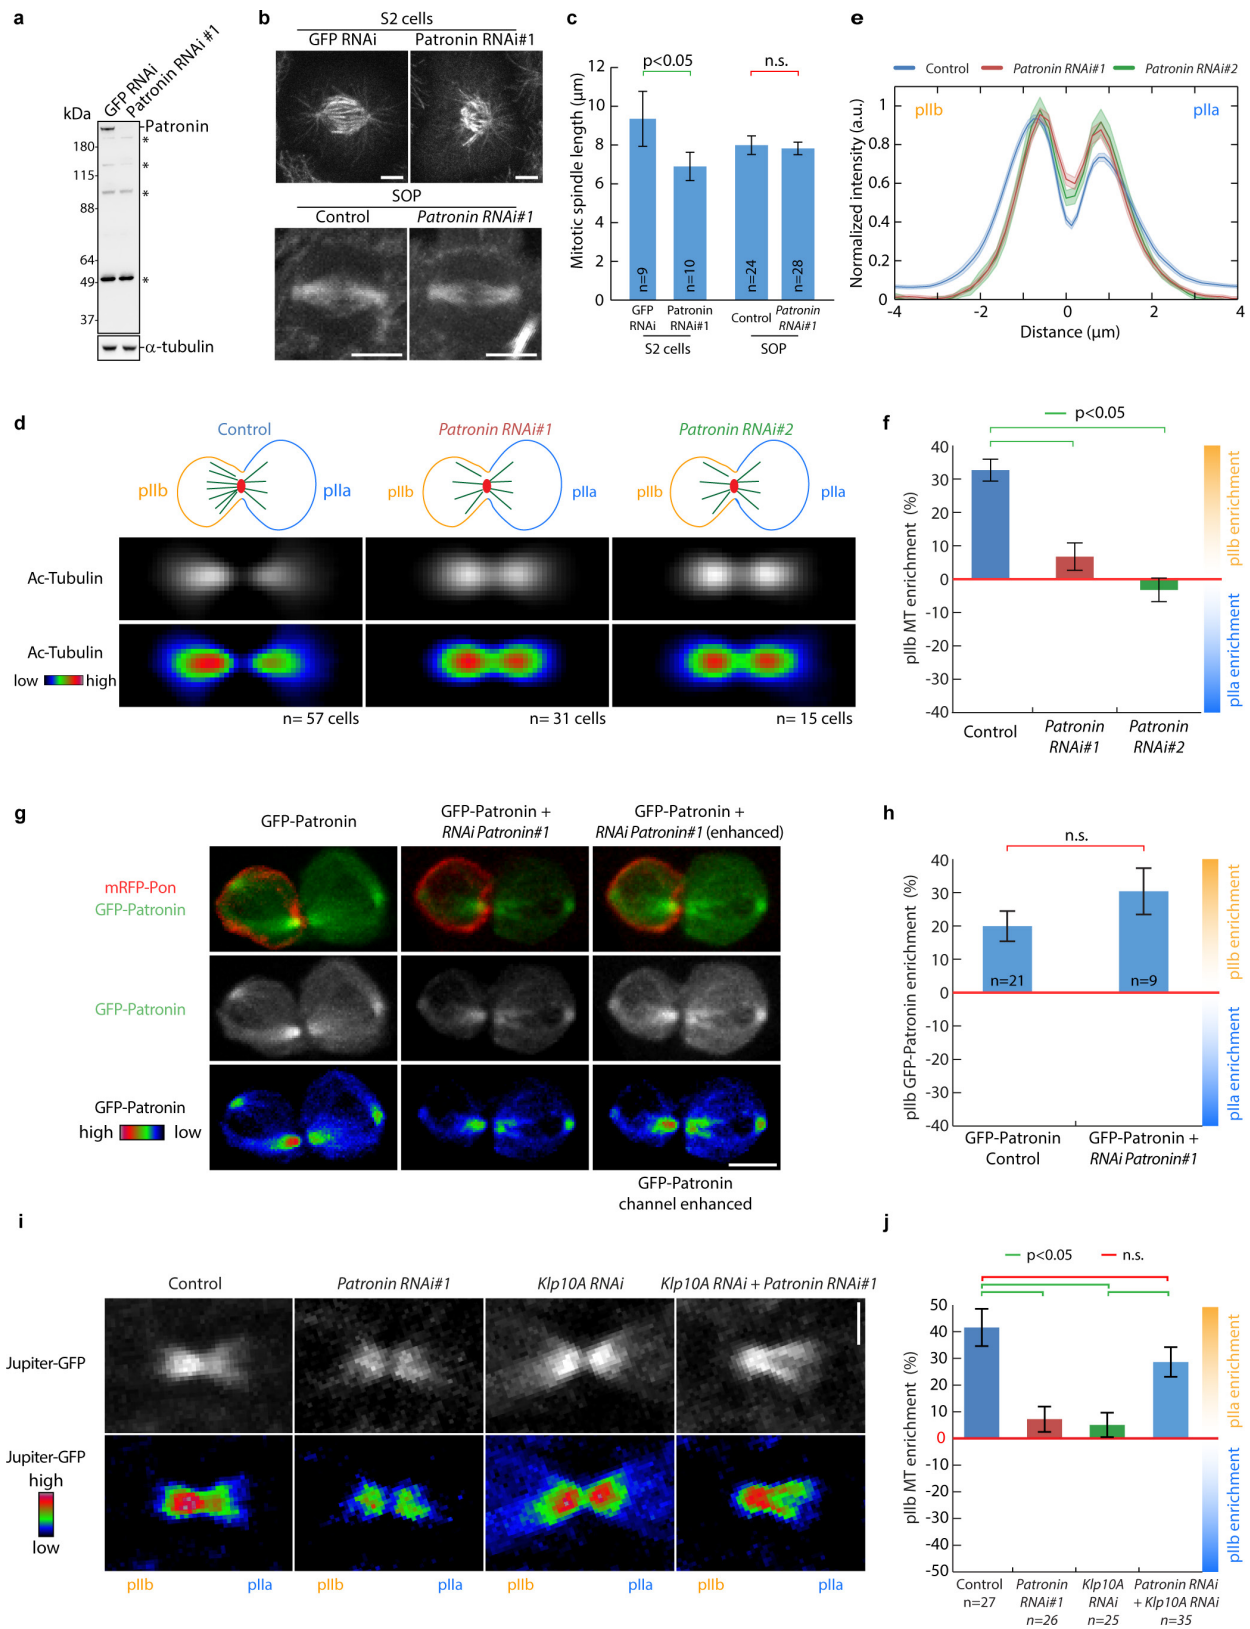 a
GFP RNAi
Patronin RNAi #1
kDa
Patronin
180
*
*
115
*
88
64
49
*
37
α-tubulin
b
S2 cells
GFP RNAi
Patronin RNAi#1
SOP
Control
Patronin RNAi#1
c
p<0.05
n.s.
Mitotic spindle length (μm)
12
10
8
6
4
2
0
n=9
n=10
n=24
n=28
GFP
RNAi
Patronin
RNAi#1
Control
Patronin
RNAi#1
S2 cells
SOP
e
Control
Patronin RNAi#1
Patronin RNAi#2
pIIb
pIIa
Normalized intensity (a.u.)
1
0.8
0.6
0.4
0.2
0
-4
-2
0
2
4
Distance (μm)
d
Control
Patronin RNAi#1
Patronin RNAi#2
pIIb
pIIa
pIIb
pIIa
pIIb
pIIa
Ac-Tubulin
Ac-Tubulin
low
high
n= 57 cells
n= 31 cells
n= 15 cells
f
p<0.05
pIIb MT enrichment (%)
40
30
20
10
0
-10
-20
-30
-40
pIIb enrichment
pIIa enrichment
Control
Patronin
RNAi#1
Patronin
RNAi#2
g
GFP-Patronin
GFP-Patronin +
RNAi Patronin#1
GFP-Patronin +
RNAi Patronin#1 (enhanced)
mRFP-Pon
GFP-Patronin
GFP-Patronin
GFP-Patronin
high
low
GFP-Patronin
channel enhanced
h
n.s.
pIIb GFP-Patronin enrichment (%)
40
30
20
10
0
-10
-20
-30
-40
n=21
n=9
pIIb enrichment
pIIa enrichment
GFP-Patronin
Control
GFP-Patronin +
RNAi Patronin#1
i
Control
Patronin RNAi#1
Klp10A RNAi
Klp10A RNAi + Patronin RNAi#1
Jupiter-GFP
Jupiter-GFP
high
low
pIIb
pIIa
pIIb
pIIa
pIIb
pIIa
pIIb
pIIa
j
p<0.05
n.s.
pIIb MT enrichment (%)
50
40
30
20
10
0
-10
-20
-30
-40
-50
pIIa enrichment
pIIb enrichment
Control
n=27
Patronin
RNAi#1
n=26
Klp10A
RNAi
n=25
Patronin RNAi
+ Klp10A RNAi
n=35